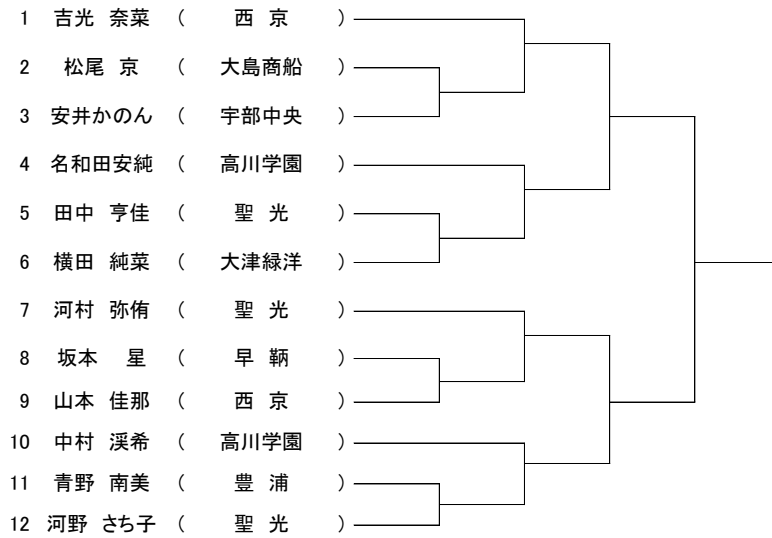 1 吉光 奈菜 ( 西 京 )
2 松尾 京 ( 大島商船 )
3 安井かのん ( 宇部中央 )
4 名和田安純 ( 高川学園 )
5 田中 亨佳 ( 聖 光 )
6 横田 純菜 ( 大津緑洋 )
7 河村 弥侑 ( 聖 光 )
8 坂本 星 ( 早 鞆 )
9 山本 佳那 ( 西 京 )
10 中村 渓希 ( 高川学園 )
11 青野 南美 ( 豊 浦 )
12 河野 さち子 ( 聖 光 )